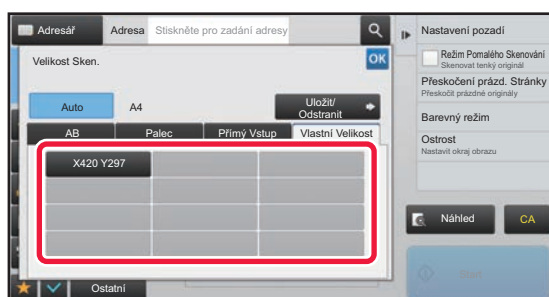 Adresář
Adresa
Stiskněte pro zadání adresy
Velikost Sken.
OK
Auto
A4
Uložit/
Odstranit
AB
Palec
Přímý Vstup
Vlastní Velikost
X420 Y297
Ostatní
Nastavení pozadí
Režim Pomalého Skenování
Skenovat tenký originál
Přeskočení prázd. Stránky
Přeskočit prázdné originály
Barevný režim
Ostrost
Nastavit okraj obrazu
Náhled
CA
Start